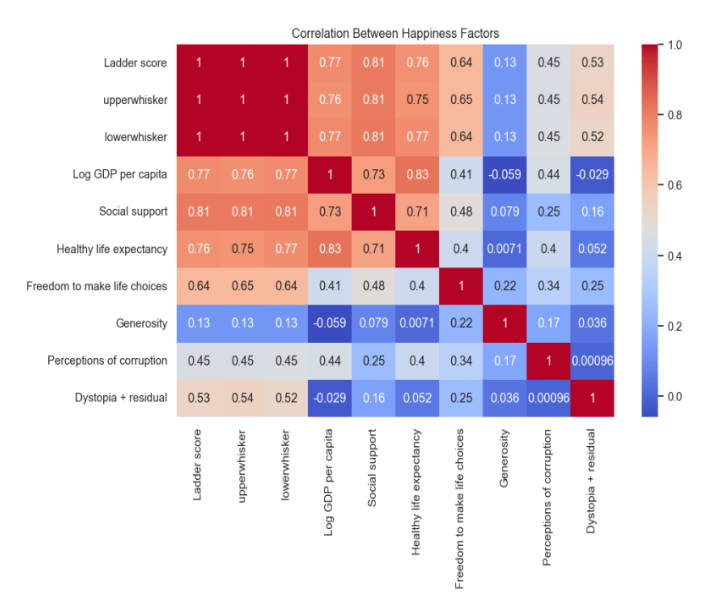 Correlation Between Happiness Factors
Ladder score 1 1 1 0.77 0.81 0.76 0.64 0.13 0.45 0.53
upperwhisker 1 1 1 0.76 0.81 0.75 0.65 0.13 0.45 0.54
lowerwhisker 1 1 1 0.77 0.81 0.77 0.64 0.13 0.45 0.52
Log GDP per capita 0.77 0.76 0.77 1 0.73 0.83 0.41 -0.059 0.44 -0.029
Social support 0.81 0.81 0.81 0.73 1 0.71 0.48 0.079 0.25 0.16
Healthy life expectancy 0.76 0.75 0.77 0.83 0.71 1 0.4 0.0071 0.4 0.052
Freedom to make life choices 0.64 0.65 0.64 0.41 0.48 0.4 1 0.22 0.34 0.25
Generosity 0.13 0.13 0.13 -0.059 0.079 0.0071 0.22 1 0.17 0.036
Perceptions of corruption 0.45 0.45 0.45 0.44 0.25 0.4 0.34 0.17 1 0.00096
Dystopia + residual 0.53 0.54 0.52 -0.029 0.16 0.052 0.25 0.036 0.00096 1
Ladder score
upperwhisker
lowerwhisker
Log GDP per capita
Social support
Healthy life expectancy
Freedom to make life choices
Generosity
Perceptions of corruption
Dystopia + residual
1.0
0.8
0.6
0.4
0.2
0.0